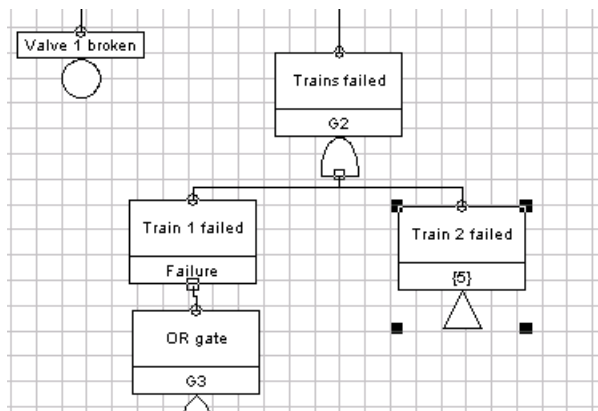 Valve 1 broken
Trains failed
G2
Train 1 failed
Failure
Train 2 failed
{5}
OR gate
G3